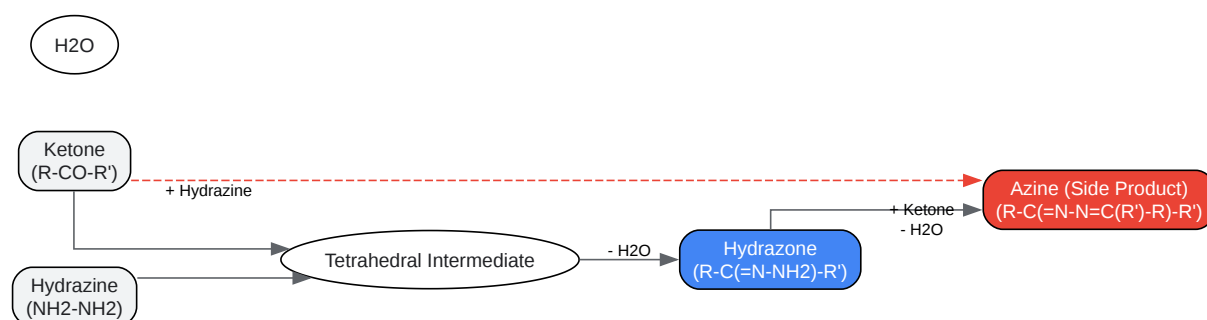 H2O
Ketone
(R-CO-R')
+ Hydrazine
Azine (Side Product)
(R-C(=N-N=C(R')-R)-R')
+ Ketone
- H2O
Tetrahedral Intermediate
- H2O
Hydrazone
(R-C(=N-NH2)-R')
Hydrazine
(NH2-NH2)